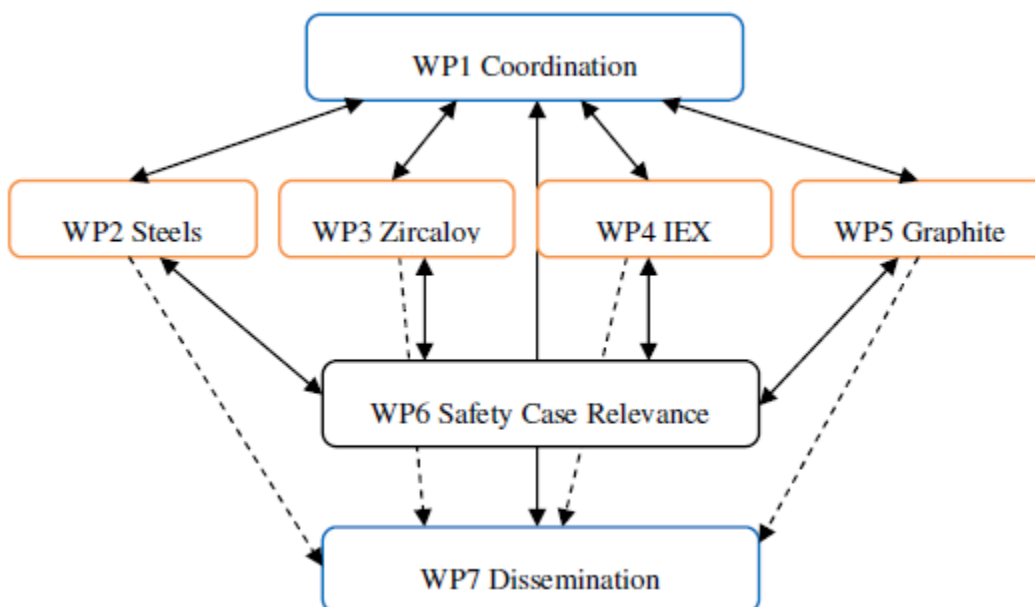 WP1 Coordination
WP2 Steels
WP3 Zircaloy
WP4 IEX
WP5 Graphite
WP6 Safety Case Relevance
WP7 Dissemination